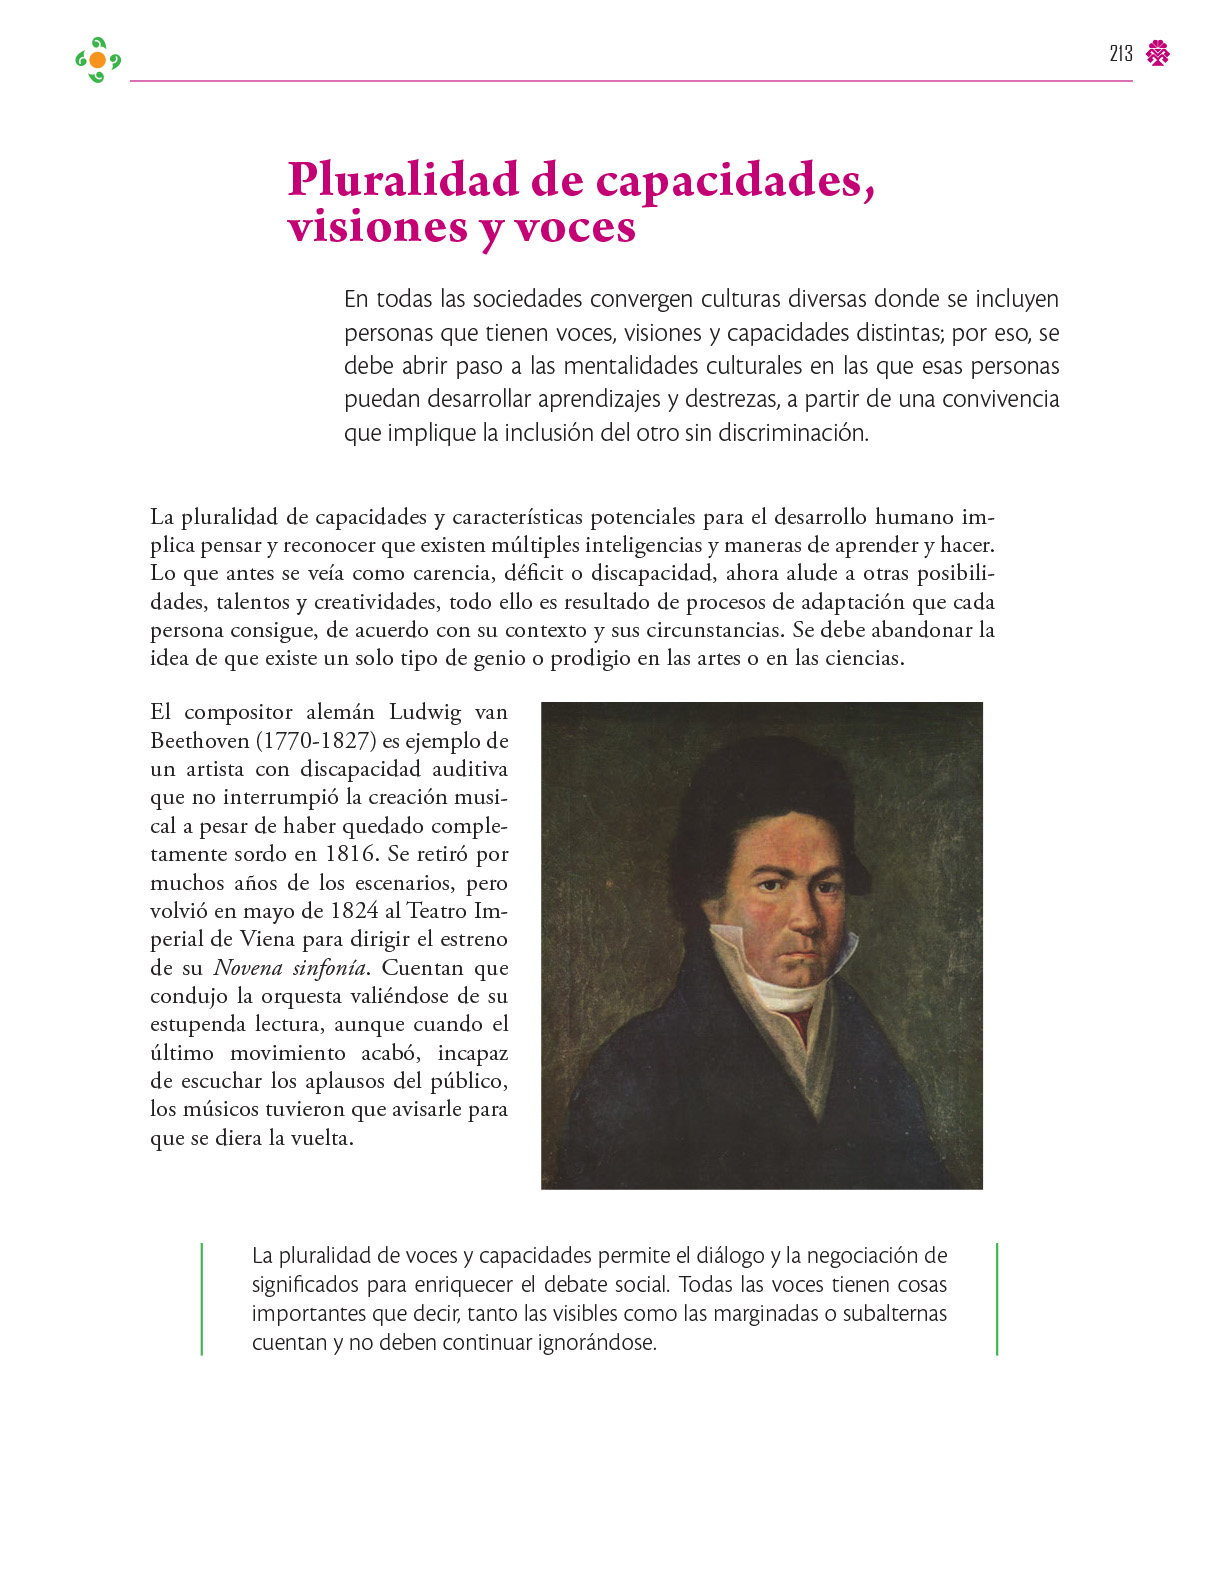 213
Pluralidad de capacidades,
visiones y voces
En todas las sociedades convergen culturas diversas donde se incluyen
personas que tienen voces, visiones y capacidades distintas; por eso, se
debe abrir paso a las mentalidades culturales en las que esas personas
puedan desarrollar aprendizajes y destrezas, a partir de una convivencia
que implique la inclusión del otro sin discriminación.
La pluralidad de capacidades y características potenciales para el desarrollo humano im-
plica pensar y reconocer que existen múltiples inteligencias y maneras de aprender y hacer.
Lo que antes se veía como carencia, déficit o discapacidad, ahora alude a otras posibili-
dades, talentos y creatividades, todo ello es resultado de procesos de adaptación que cada
persona consigue, de acuerdo con su contexto y sus circunstancias. Se debe abandonar la
idea de que existe un solo tipo de genio o prodigio en las artes o en las ciencias.
El compositor alemán Ludwig van
Beethoven (1770-1827) es ejemplo de
un artista con discapacidad auditiva
que no interrumpió la creación musi-
cal a pesar de haber quedado comple-
tamente sordo en 1816. Se retiró por
muchos años de los escenarios, pero
volvió en mayo de 1824 al Teatro Im-
perial de Viena para dirigir el estreno
de su Novena sinfonía. Cuentan que
condujo la orquesta valiéndose de su
estupenda lectura, aunque cuando el
último movimiento acabó, incapaz
de escuchar los aplausos del público,
los músicos tuvieron que avisarle para
que se diera la vuelta.
La pluralidad de voces y capacidades permite el diálogo y la negociación de
significados para enriquecer el debate social. Todas las voces tienen cosas
importantes que decir, tanto las visibles como las marginadas o subalternas
cuentan y no deben continuar ignorándose.